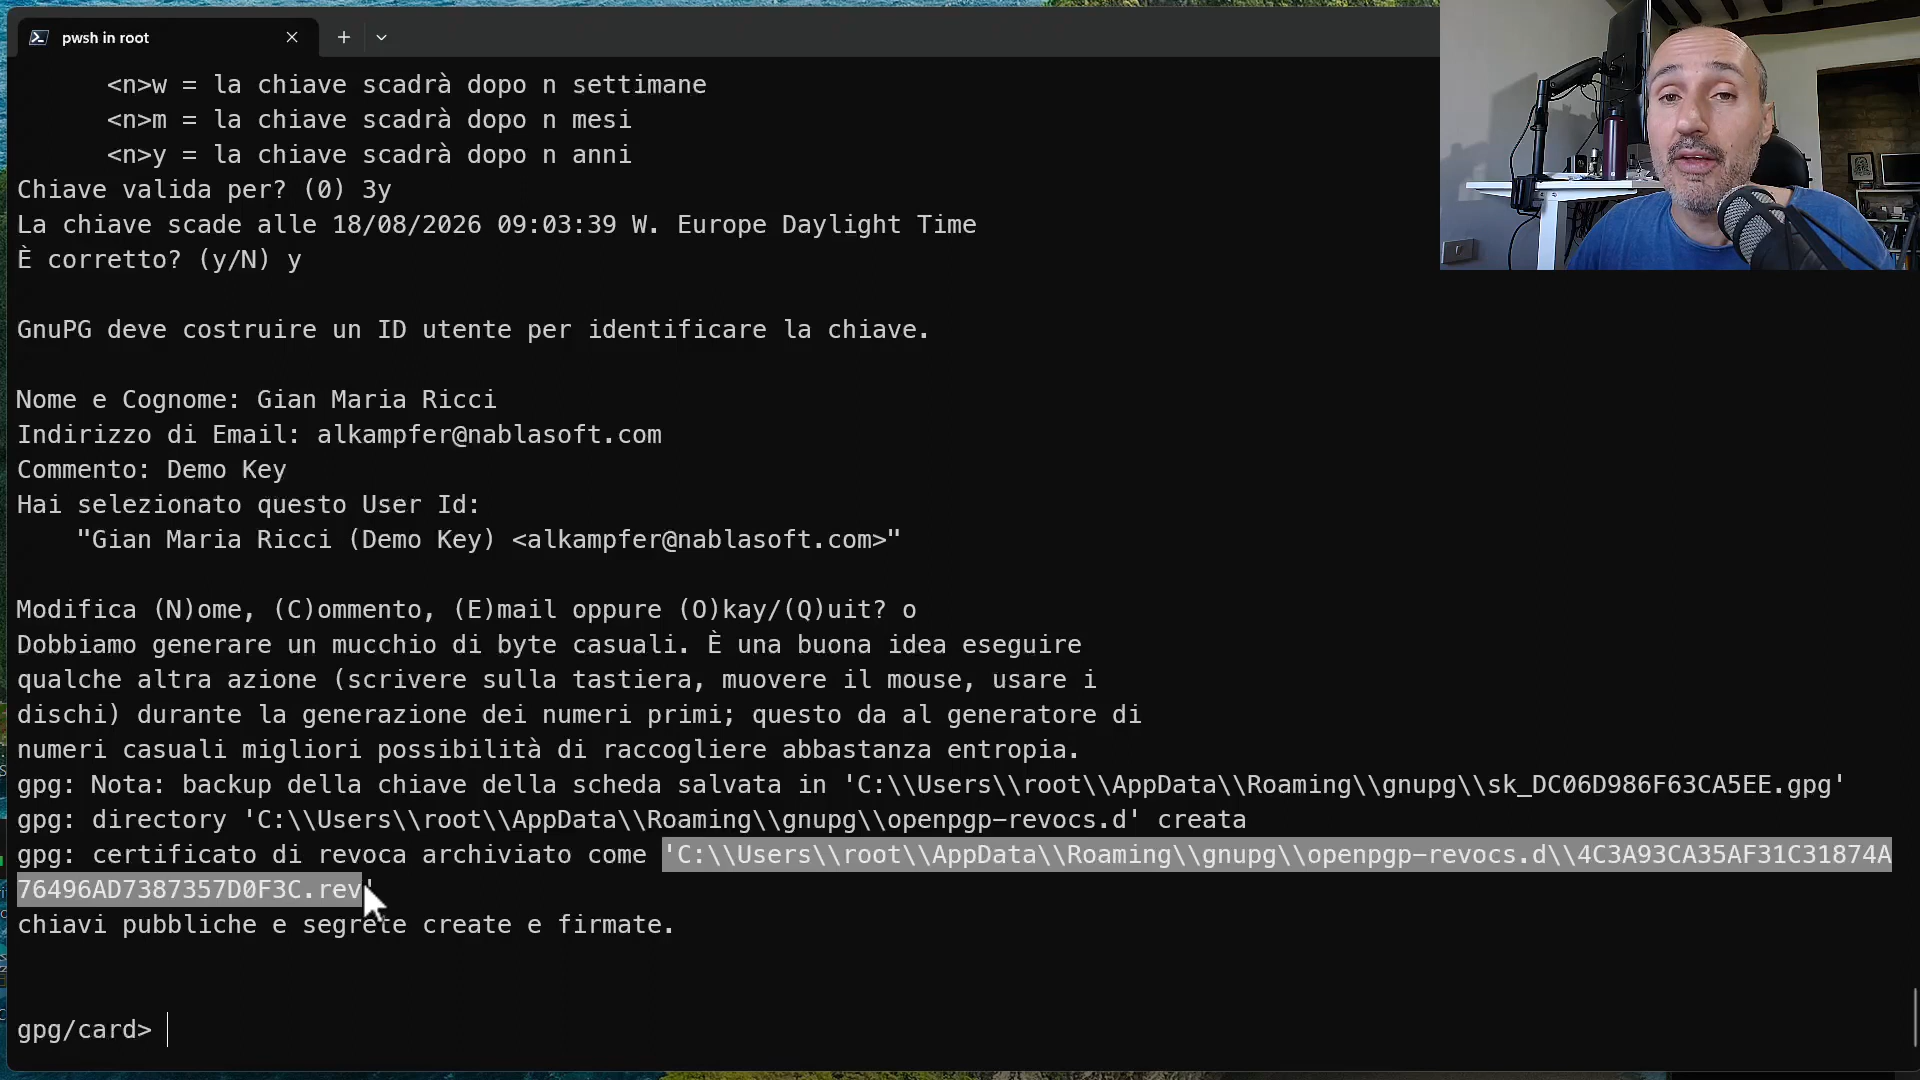 pwsh in root
<n>w = la chiave scadrà dopo n settimane
<n>m = la chiave scadrà dopo n mesi
<n>y = la chiave scadrà dopo n anni
Chiave valida per? (0) 3y
La chiave scade alle 18/08/2026 09:03:39 W. Europe Daylight Time
È corretto? (y/N) y
GnuPG deve costruire un ID utente per identificare la chiave.
Nome e Cognome: Gian Maria Ricci
Indirizzo di Email: alkampfer@nablasoft.com
Commento: Demo Key
Hai selezionato questo User Id:
"Gian Maria Ricci (Demo Key) <alkampfer@nablasoft.com>"
Modifica (N)ome, (C)ommento, (E)mail oppure (O)kay/(Q)uit? o
Dobbiamo generare un mucchio di byte casuali. È una buona idea eseguire
qualche altra azione (scrivere sulla tastiera, muovere il mouse, usare i
dischi) durante la generazione dei numeri primi; questo da al generatore di
numeri casuali migliori possibilità di raccogliere abbastanza entropia.
gpg: Nota: backup della chiave della scheda salvata in 'C:\\Users\\root\\AppData\\Roaming\\gnupg\\sk_DC06D986F63CA5EE.gpg'
gpg: directory 'C:\\Users\\root\\AppData\\Roaming\\gnupg\\openpgp-revocs.d' creata
gpg: certificato di revoca archiviato come 'C:\\Users\\root\\AppData\\Roaming\\gnupg\\openpgp-revocs.d\\4C3A93CA35AF31C31874A
76496AD7387357D0F3C.rev'
chiavi pubbliche e segrete create e firmate.
gpg/card>